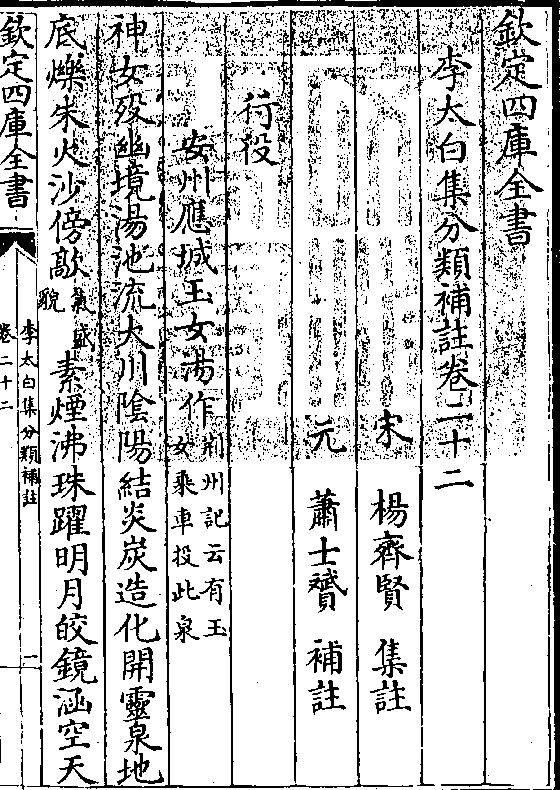 欽定四庫全書
李太白集分類補註卷二十二
宋 楊齊賢 集註
元 蕭士贇 補註
行役
安州應城玉女湯作荆州記云有玉女乘車投此泉
神女殁幽境湯池流大川陰陽結炎炭造化開靈泉地
底爍朱火沙傍歊氣盛貎素煙沸珠躍明月皎鏡涵空天
欽定四庫全書
李太白集分類補註
卷二十二
一